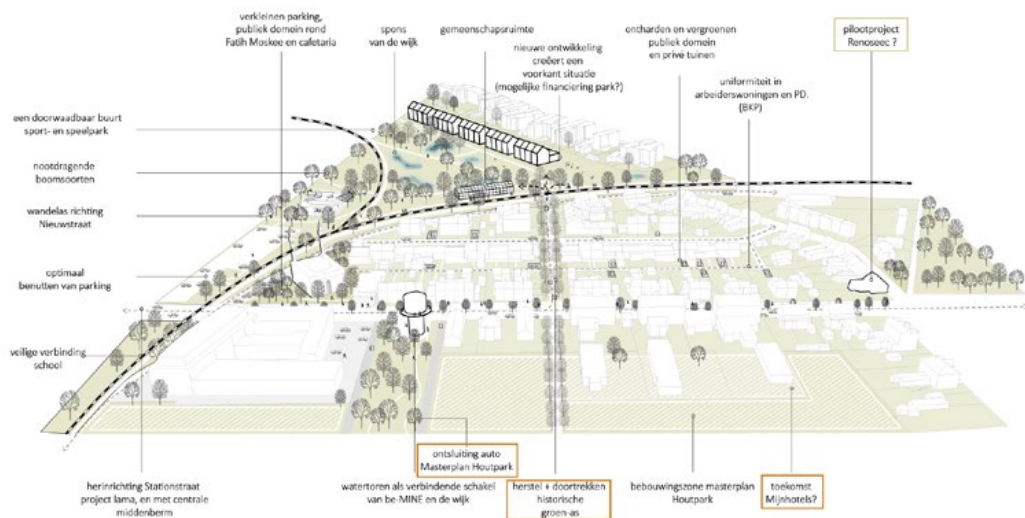 verkleinen parking,
publiek domein rond
Fatih Moskee en cafetaria
spons
van de wijk
gemeenschapsruimte
nieuwe ontwikkeling
creëert een
voorkant situatie
(mogelijke financiering park?)
ontharden en vergroenen
publiek domein
en privé tuinen
uniformiteit in
arbeiderswoningen en PD.
(BKP)
pilootproject
Renoseec ?
een doorwaadbaar buurt
sport- en speelpark
nootdragende
boomsoorten
wandelas richting
Nieuwstraat
optimaal
benutten van parking
veilige verbinding
school
herinrichting Stationstraat
project lama, en met centrale
middenberm
ontsluiting auto
Masterplan Houtpark
watertoren als verbindende schakel
van be-MINE en de wijk
herstel + doortrekken
historische
groen-as
bebouwingszone masterplan
Houtpark
toekomst
Mijnhotels?